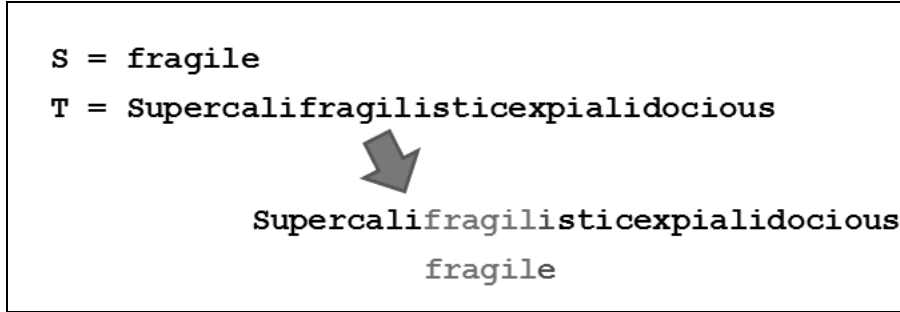 S = fragile
T = Supercalifragilisticexpialidocious
Supercalifragilisticexpialidocious
fragile